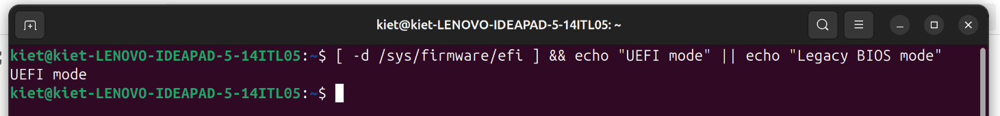 kiet@kiet-LENOVO-IDEAPAD-5-14ITL05: ~
kiet@kiet-LENOVO-IDEAPAD-5-14ITL05:~$ [ -d /sys/firmware/efi ] && echo "UEFI mode" || echo "Legacy BIOS mode"
UEFI mode
kiet@kiet-LENOVO-IDEAPAD-5-14ITL05:~$